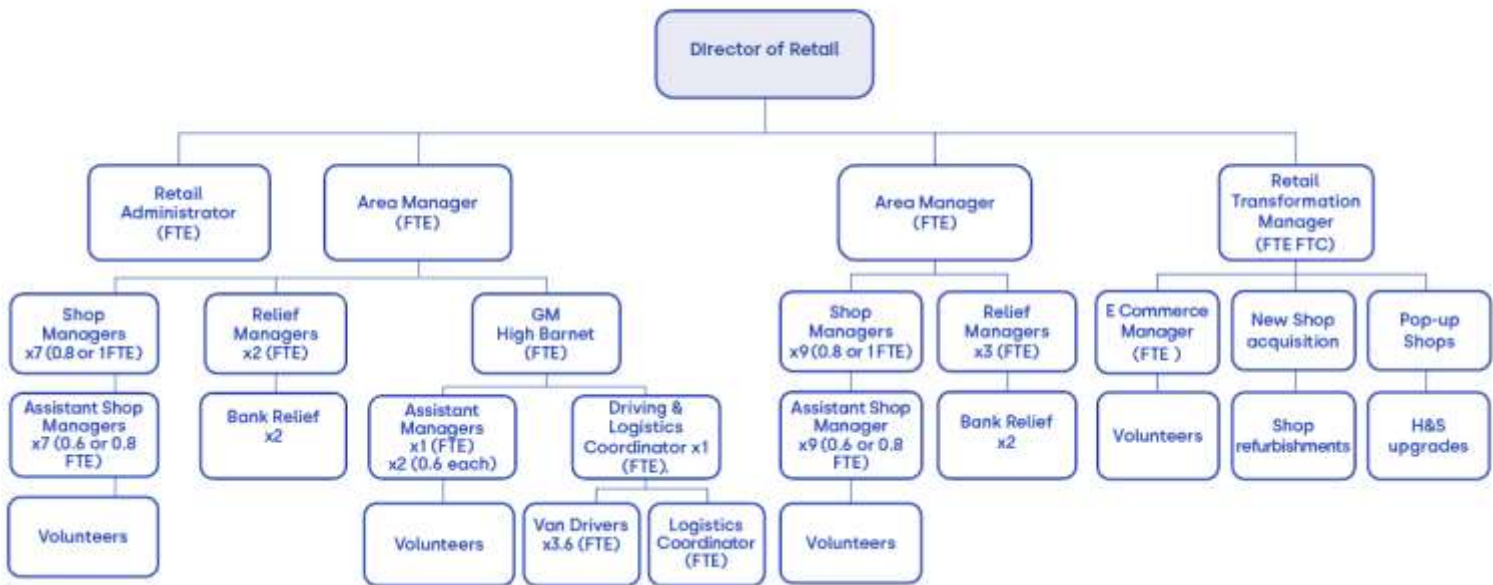 Director of Retail
Retail
Administrator
(FTE)
Area Manager
(FTE)
Area Manager
(FTE)
Retail
Transformation
Manager
(FTE FTC)
Shop
Managers
x7 (0.8 or 1 FTE)
Relief
Managers
x2 (FTE)
GM
High Barnet
(FTE)
Shop
Managers
x9 (0.8 or 1 FTE)
Relief
Managers
x3 (FTE)
E Commerce
Manager
(FTE )
New Shop
acquisition
Pop-up
Shops
Assistant Shop
Managers
x7 (0.6 or 0.8
FTE)
Bank Relief
x2
Assistant
Managers
x1 (FTE)
x2 (0.6 each)
Driving &
Logistics
Coordinator x1
(FTE).
Assistant Shop
Manager
x9 (0.6 or 0.8
FTE)
Bank Relief
x2
Volunteers
Shop
refurbishments
H&S
upgrades
Volunteers
Volunteers
Van Drivers
x3.6 (FTE)
Logistics
Coordinator
(FTE)
Volunteers